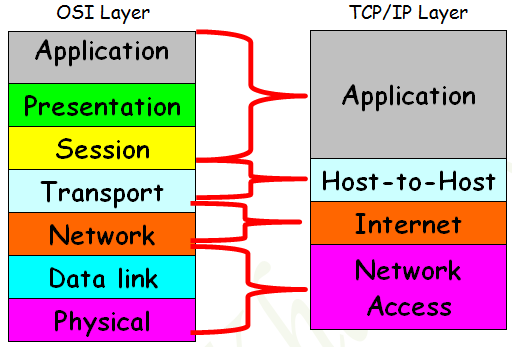 OSI Layer
Application
Presentation
Session
Transport
Network
Data link
Physical
TCP/IP Layer
Application
Host-to-Host
Internet
Network
Access